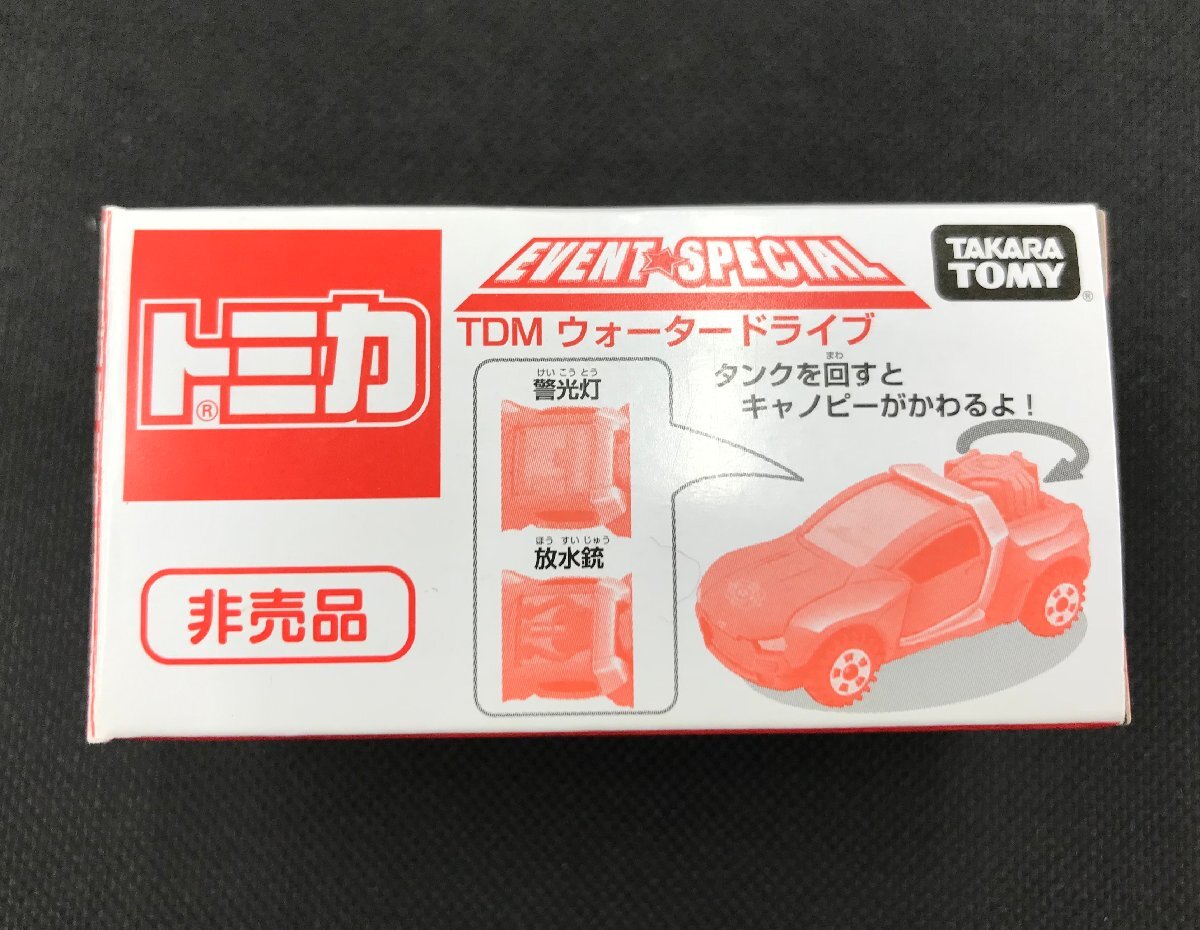 トミカ®
EVENT★SPECIAL
TAKARA
TOMY®
TDM ウォータードライブ
けいこうとう
警光灯
ほうすいじゅう
放水銃
まわ
タンクを回すと
キャノピーがかわるよ！
非売品